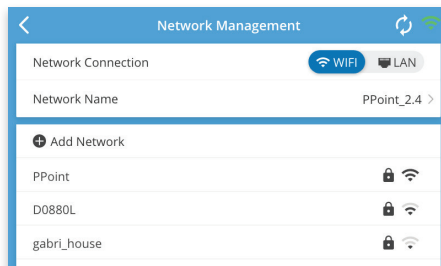 Network Management
Network Connection WIFI LAN
Network Name PPoint_2.4
Add Network
PPoint
D0880L
gabri_house